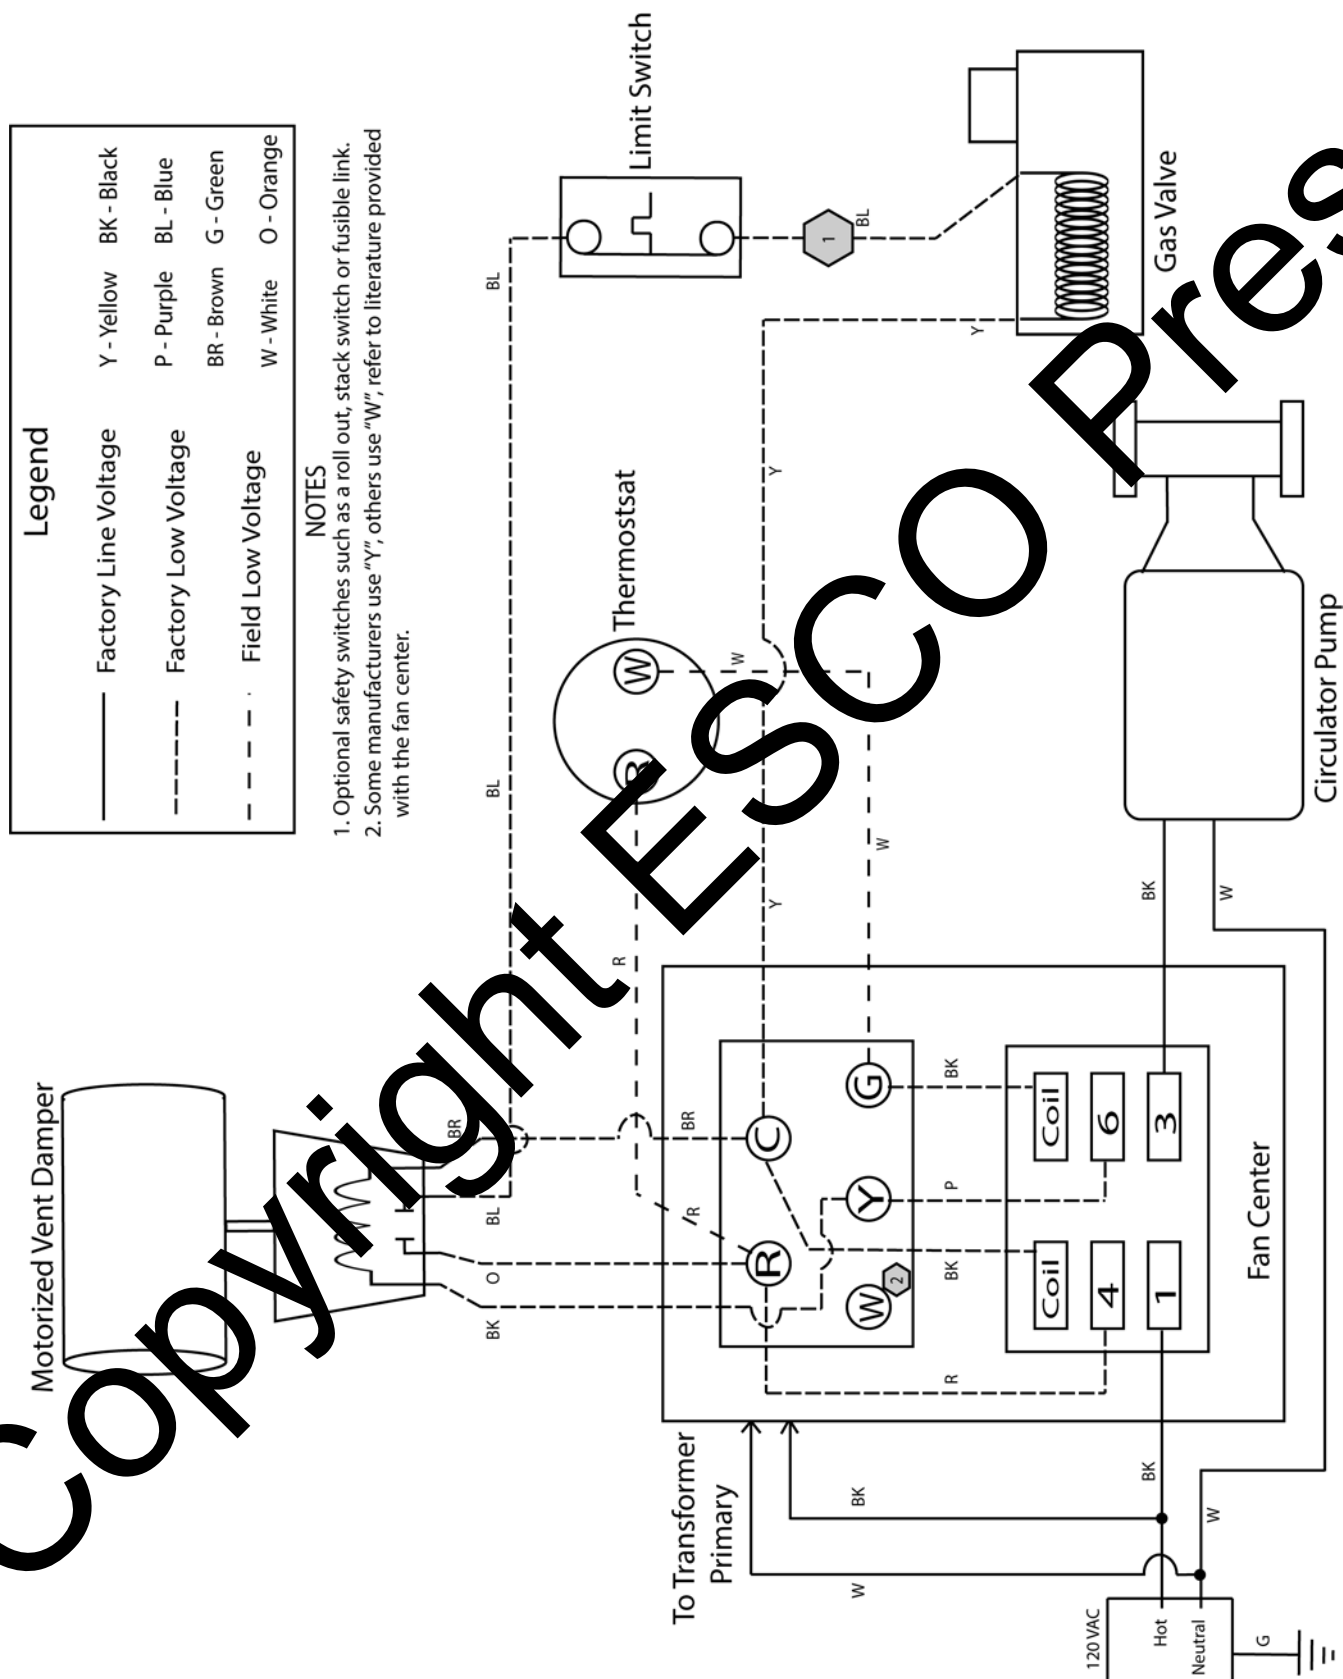 Legend
Factory Line Voltage
Factory Low Voltage
Field Low Voltage
Y - Yellow
BK - Black
P - Purple
BL - Blue
BR - Brown
G - Green
W - White
O - Orange
NOTES
1. Optional safety switches such as a roll out, stack switch or fusible link.
2. Some manufacturers use "Y", others use "W", refer to literature provided
with the fan center.
Motorized Vent Damper
BK
O
BL
BR
BL
BL
Limit Switch
1
BL
Gas Valve
Y
Y
Y
Thermostsat
R
W
W
W
R
R
BR
R
C
W
2
Y
G
R
BK
P
BK
Coil
Coil
4
6
1
3
Fan Center
BK
W
Circulator Pump
To Transformer
Primary
W
BK
BK
W
120 VAC
Hot
Neutral
G
Copyright ESCO Pres